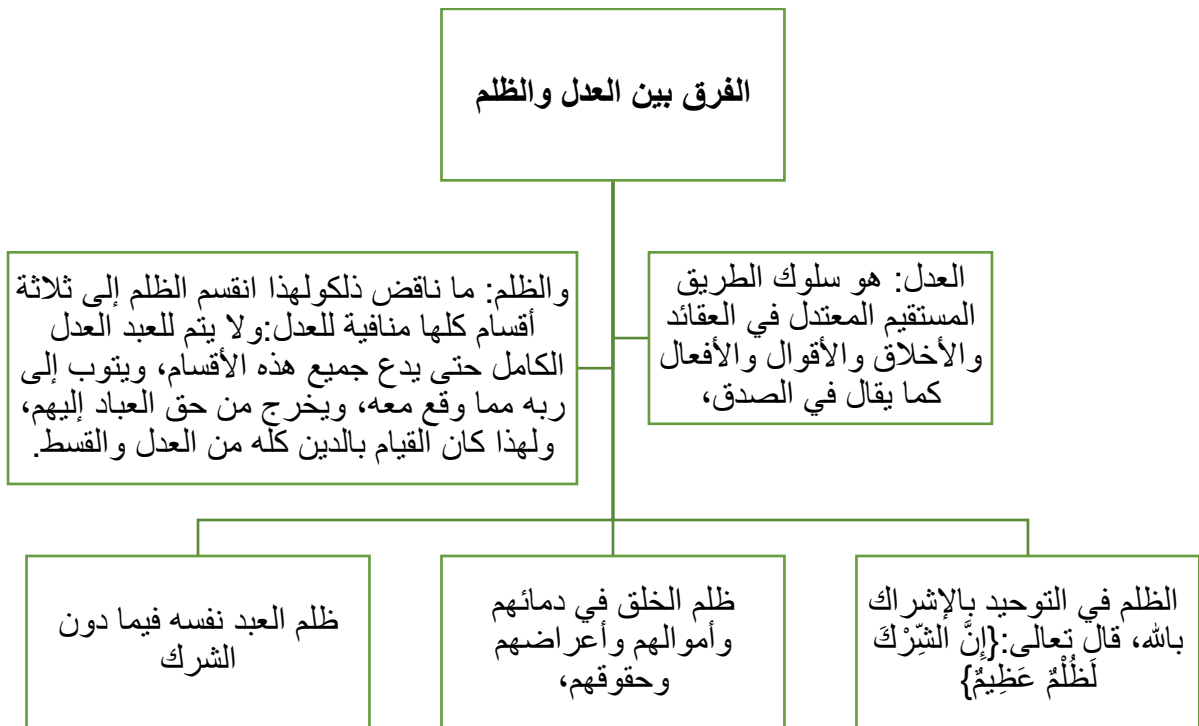 الفرق بين العدل والظلم
العدل: هو سلوك الطريق
المستقيم المعتدل في العقائد
والأخلاق والأقوال والأفعال
كما يقال في الصدق،
والظلم: ما ناقض ذلكولهذا انقسم الظلم إلى ثلاثة
أقسام كلها منافية للعدل:ولا يتم للعبد العدل
الكامل حتى يدع جميع هذه الأقسام، ويتوب إلى
ربه مما وقع معه، ويخرج من حق العباد إليهم،
ولهذا كان القيام بالدين كله من العدل والقسط.
الظلم في التوحيد بالإشراك
بالله، قال تعالى:{إِنَّ الشِّرْكَ
لَظُلْمٌ عَظِيمٌ}
ظلم الخلق في دمائهم
وأموالهم وأعراضهم
وحقوقهم،
ظلم العبد نفسه فيما دون
الشرك